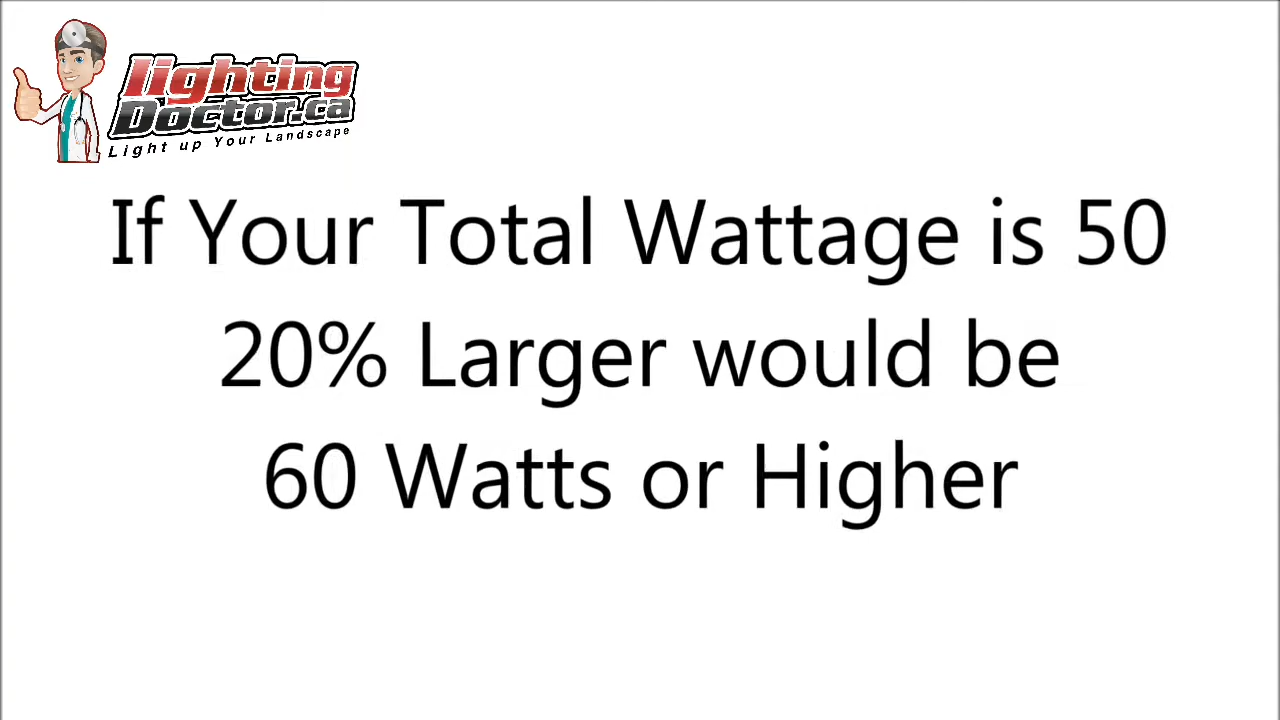 lighting
Doctor.ca
Light up Your Landscape
If Your Total Wattage is 50
20% Larger would be
60 Watts or Higher